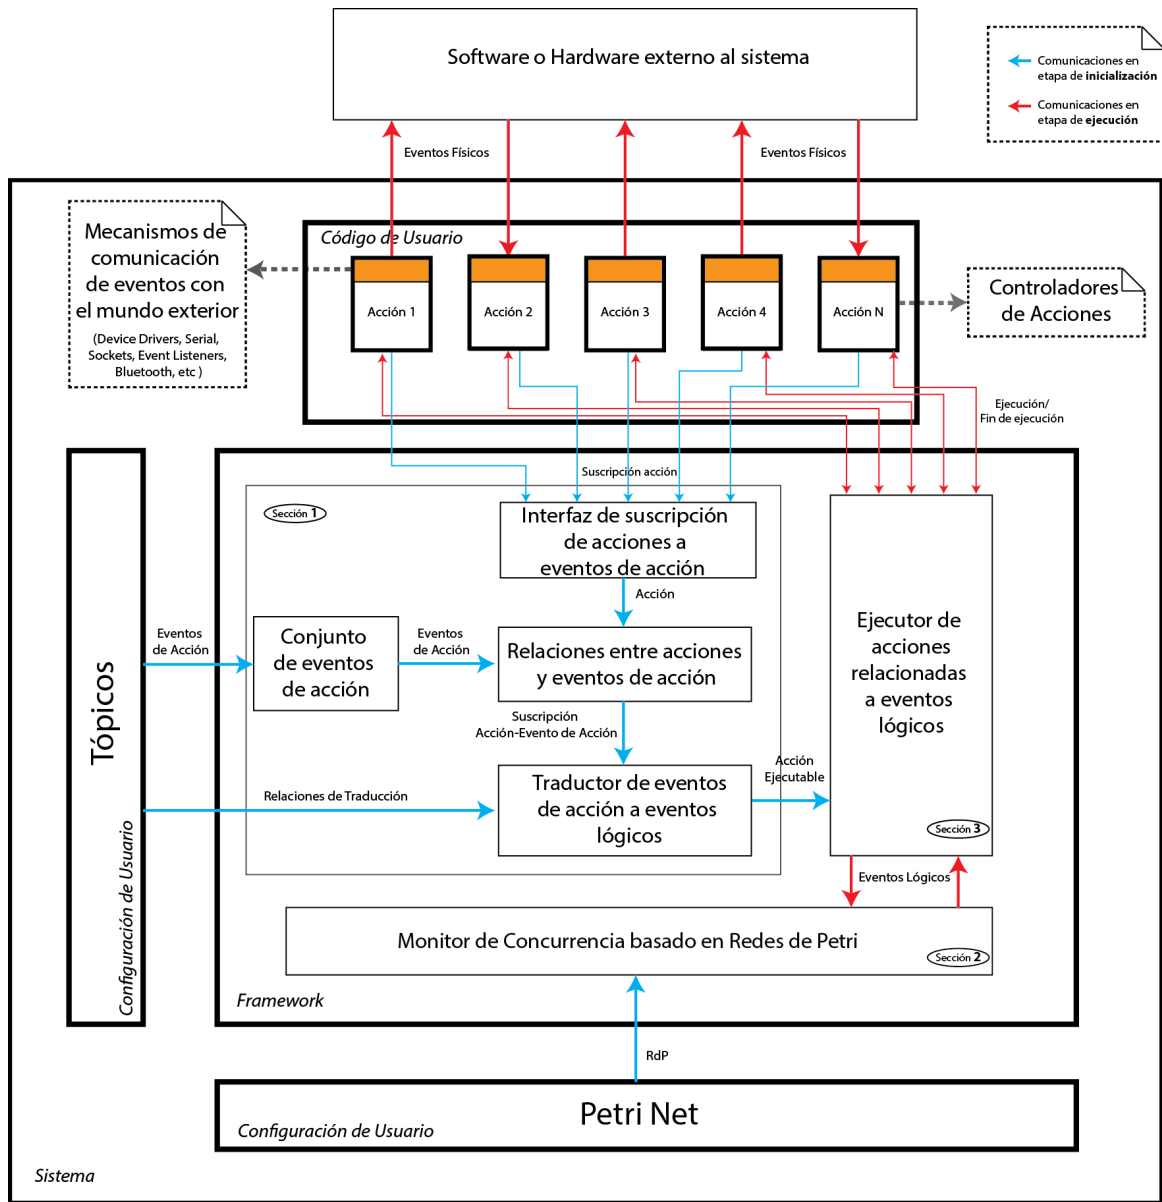 Software o Hardware externo al sistema
Comunicaciones en
etapa de inicialización
Comunicaciones en
etapa de ejecución
Eventos Físicos
Eventos Físicos
Mecanismos de
comunicación
de eventos con
el mundo exterior
(Device Drivers, Serial,
Sockets, Event Listeners,
Bluetooth, etc )
Código de Usuario
Acción 1
Acción 2
Acción 3
Acción 4
Acción N
Controladores
de Acciones
Ejecución/
Fin de ejecución
Suscripción acción
Sección 1
Interfaz de suscripción
de acciones a
eventos de acción
Acción
Tópicos
Configuración de Usuario
Eventos
de Acción
Conjunto
de eventos
de acción
Eventos
de Acción
Relaciones entre acciones
y eventos de acción
Suscripción
Acción-Evento de Acción
Relaciones de Traducción
Traductor de eventos
de acción a eventos
lógicos
Acción
Ejecutable
Ejecutor de
acciones
relacionadas
a eventos
lógicos
Sección 3
Eventos Lógicos
Monitor de Concurrencia basado en Redes de Petri
Sección 2
Framework
RdP
Petri Net
Configuración de Usuario
Sistema